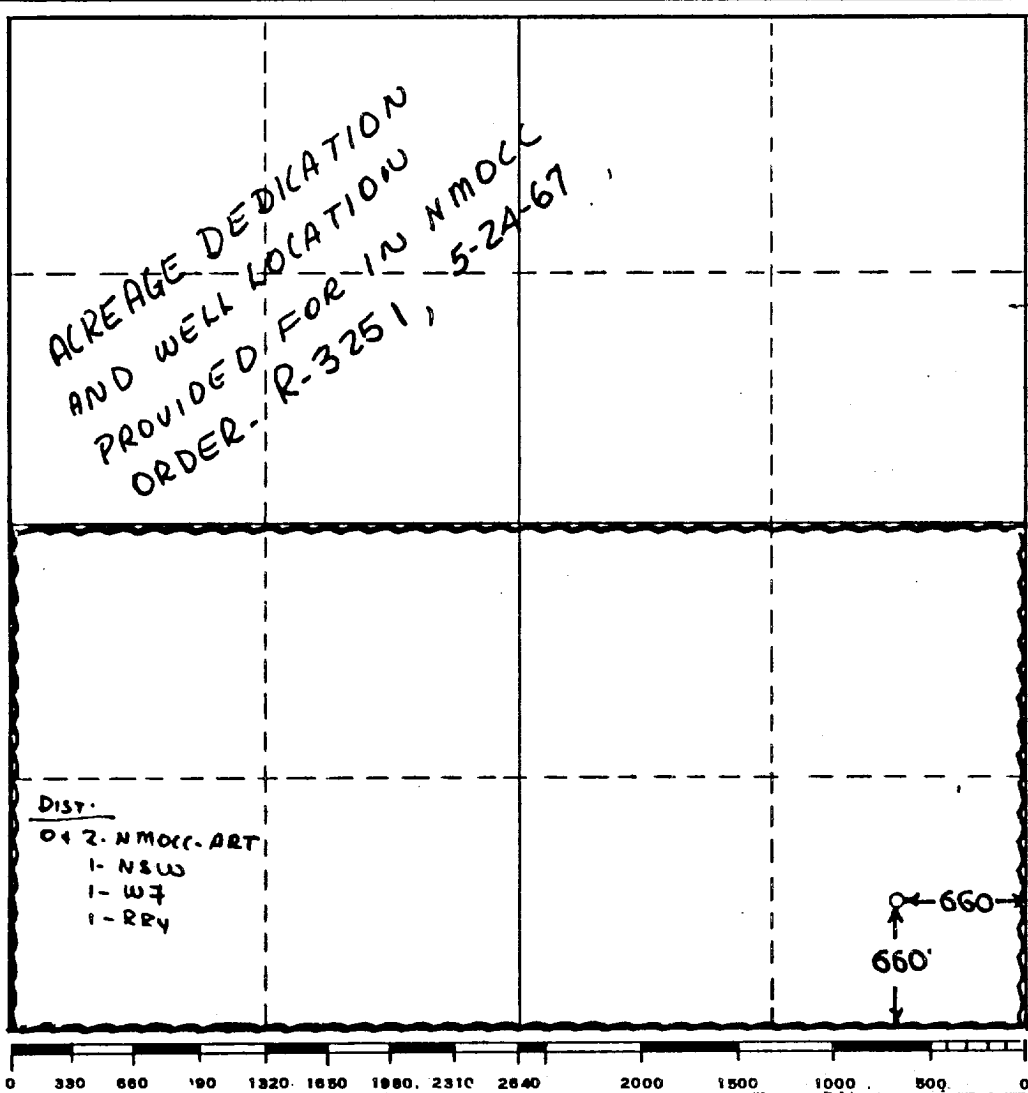 ACREAGE DEDICATION
AND WELL LOCATION
PROVIDED FOR IN NMOCC
ORDER- R-3251, 5-24-67
DIST.
O+2-NMOCC-ART
1-NSW
1-W7
1-RRY
660
660'
0 330 660 990 1320. 1650 1980. 2310 2640 2000 1500 1000 500 0